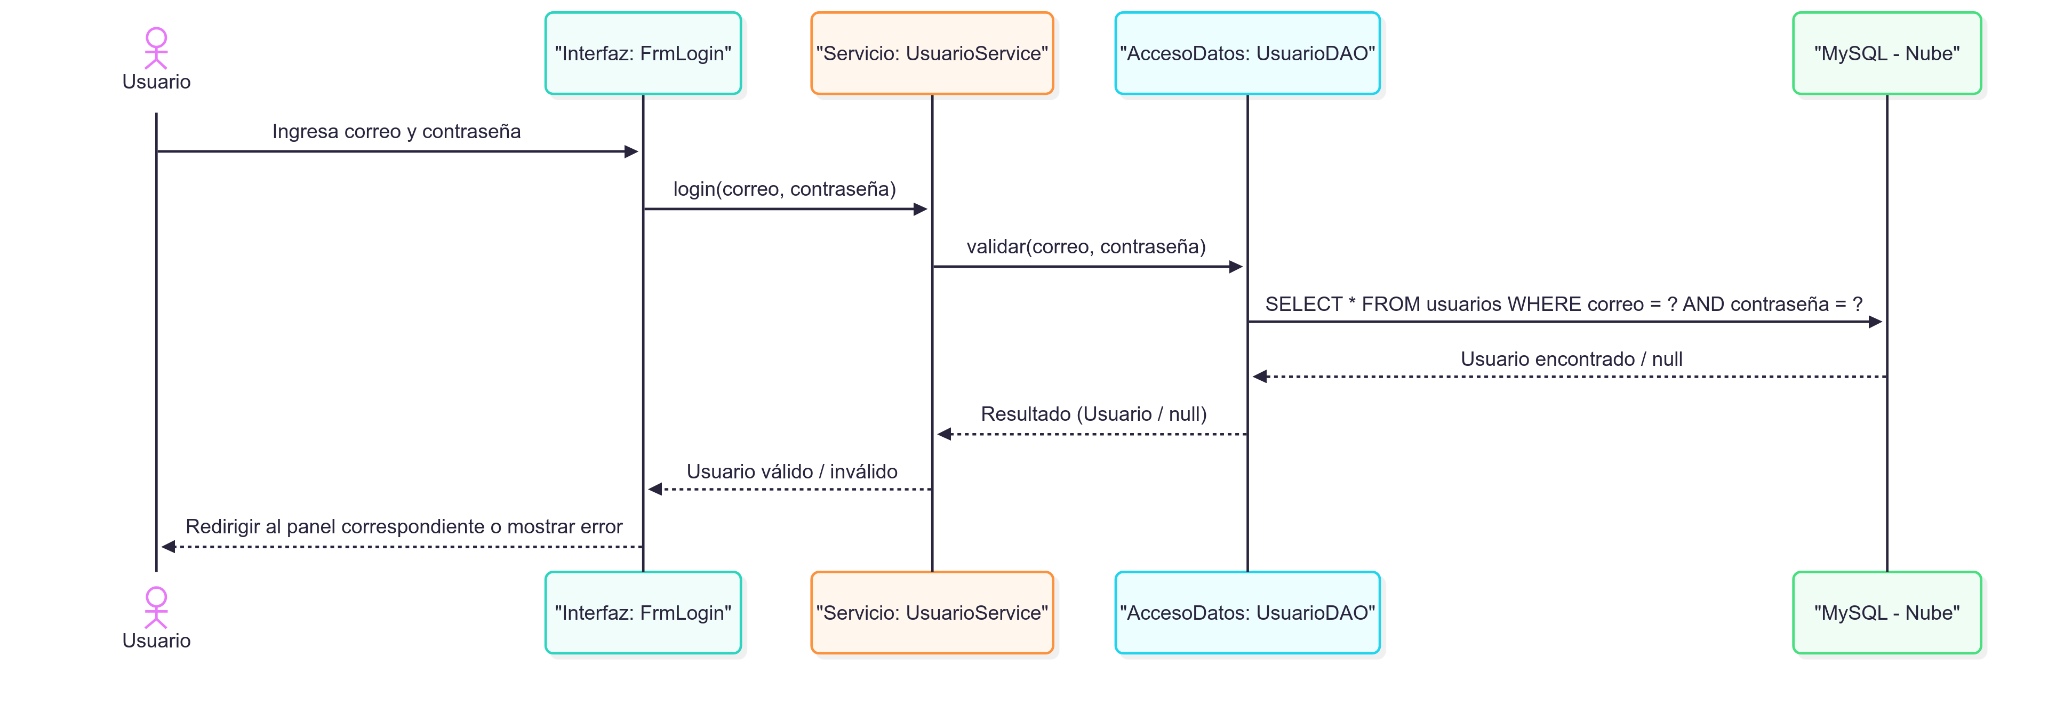 Usuario
"Interfaz: FrmLogin"
"Servicio: UsuarioService"
"AccesoDatos: UsuarioDAO"
"MySQL - Nube"
Ingresa correo y contraseña
login(correo, contraseña)
validar(correo, contraseña)
SELECT * FROM usuarios WHERE correo = ? AND contraseña = ?
Usuario encontrado / null
Resultado (Usuario / null)
Usuario válido / inválido
Redirigir al panel correspondiente o mostrar error
Usuario
"Interfaz: FrmLogin"
"Servicio: UsuarioService"
"AccesoDatos: UsuarioDAO"
"MySQL - Nube"